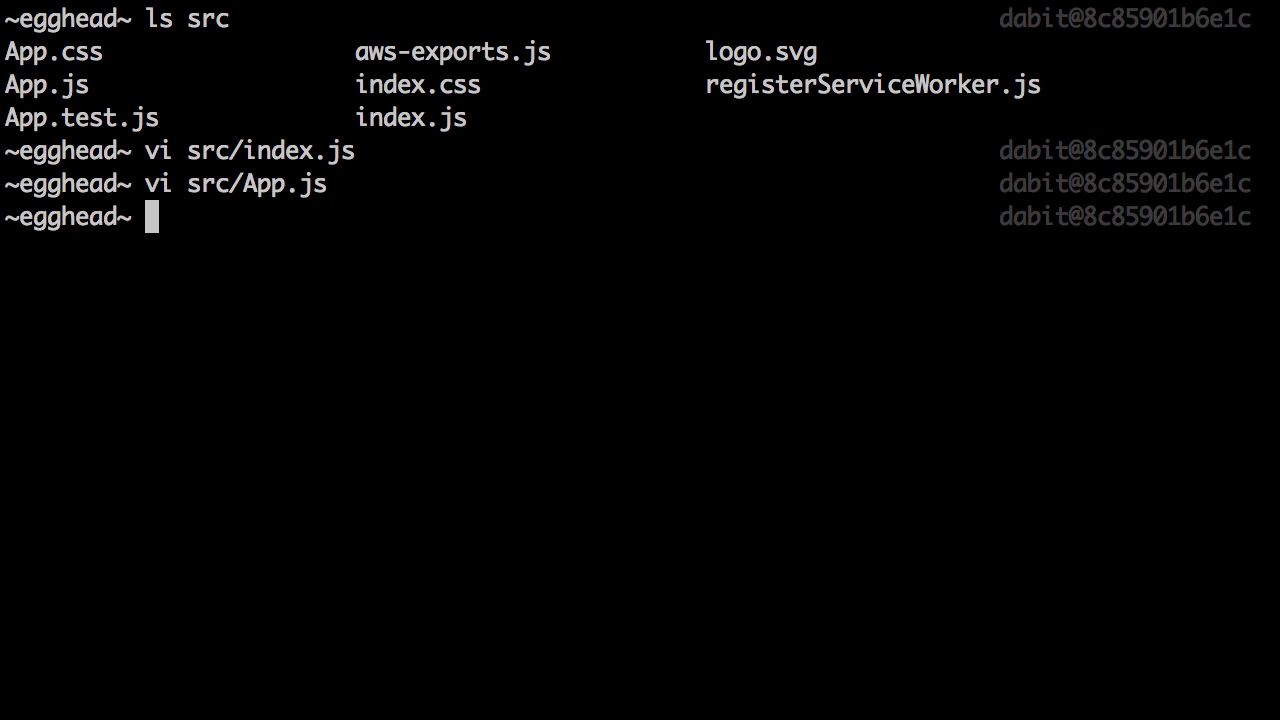 ~egghead~ ls src dabit@8c85901b6e1c
App.css aws-exports.js logo.svg
App.js index.css registerServiceWorker.js
App.test.js index.js
~egghead~ vi src/index.js dabit@8c85901b6e1c
~egghead~ vi src/App.js dabit@8c85901b6e1c
~egghead~ dabit@8c85901b6e1c